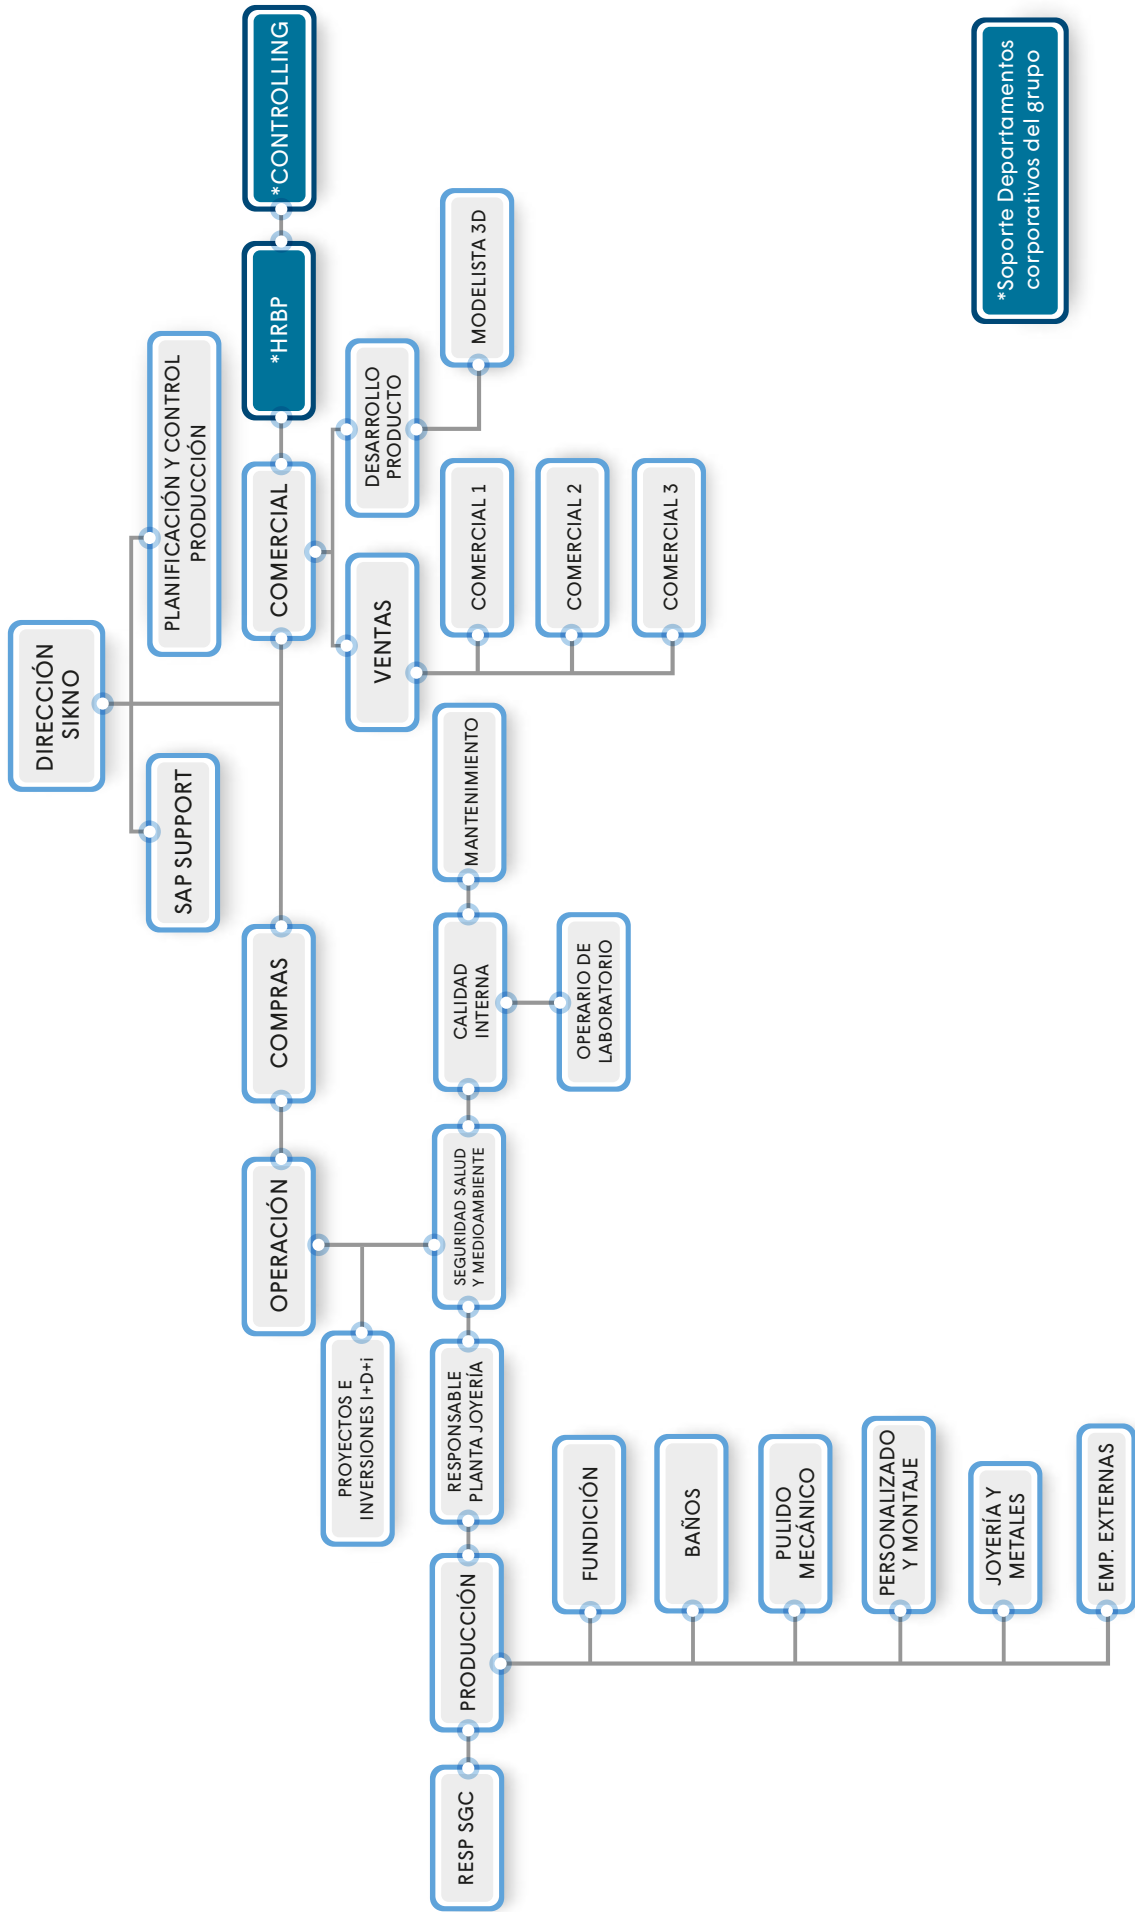 DIRECCIÓN
SIKNO
SAP SUPPORT
PLANIFICACIÓN Y CONTROL
PRODUCCIÓN
OPERACIÓN
COMPRAS
COMERCIAL
*HRBP
*CONTROLLING
PROYECTOS E
INVERSIONES I+D+i
VENTAS
DESARROLLO
PRODUCTO
RESP SGC
PRODUCCIÓN
RESPONSABLE
PLANTA JOYERÍA
SEGURIDAD SALUD
Y MEDIOAMBIENTE
CALIDAD
INTERNA
MANTENIMIENTO
COMERCIAL 1
MODELISTA 3D
COMERCIAL 2
COMERCIAL 3
FUNDICIÓN
OPERARIO DE
LABORATORIO
BAÑOS
PULIDO
MECÁNICO
PERSONALIZADO
Y MONTAJE
JOYERÍA Y
METALES
EMP. EXTERNAS
*Soporte Departamentos
corporativos del grupo